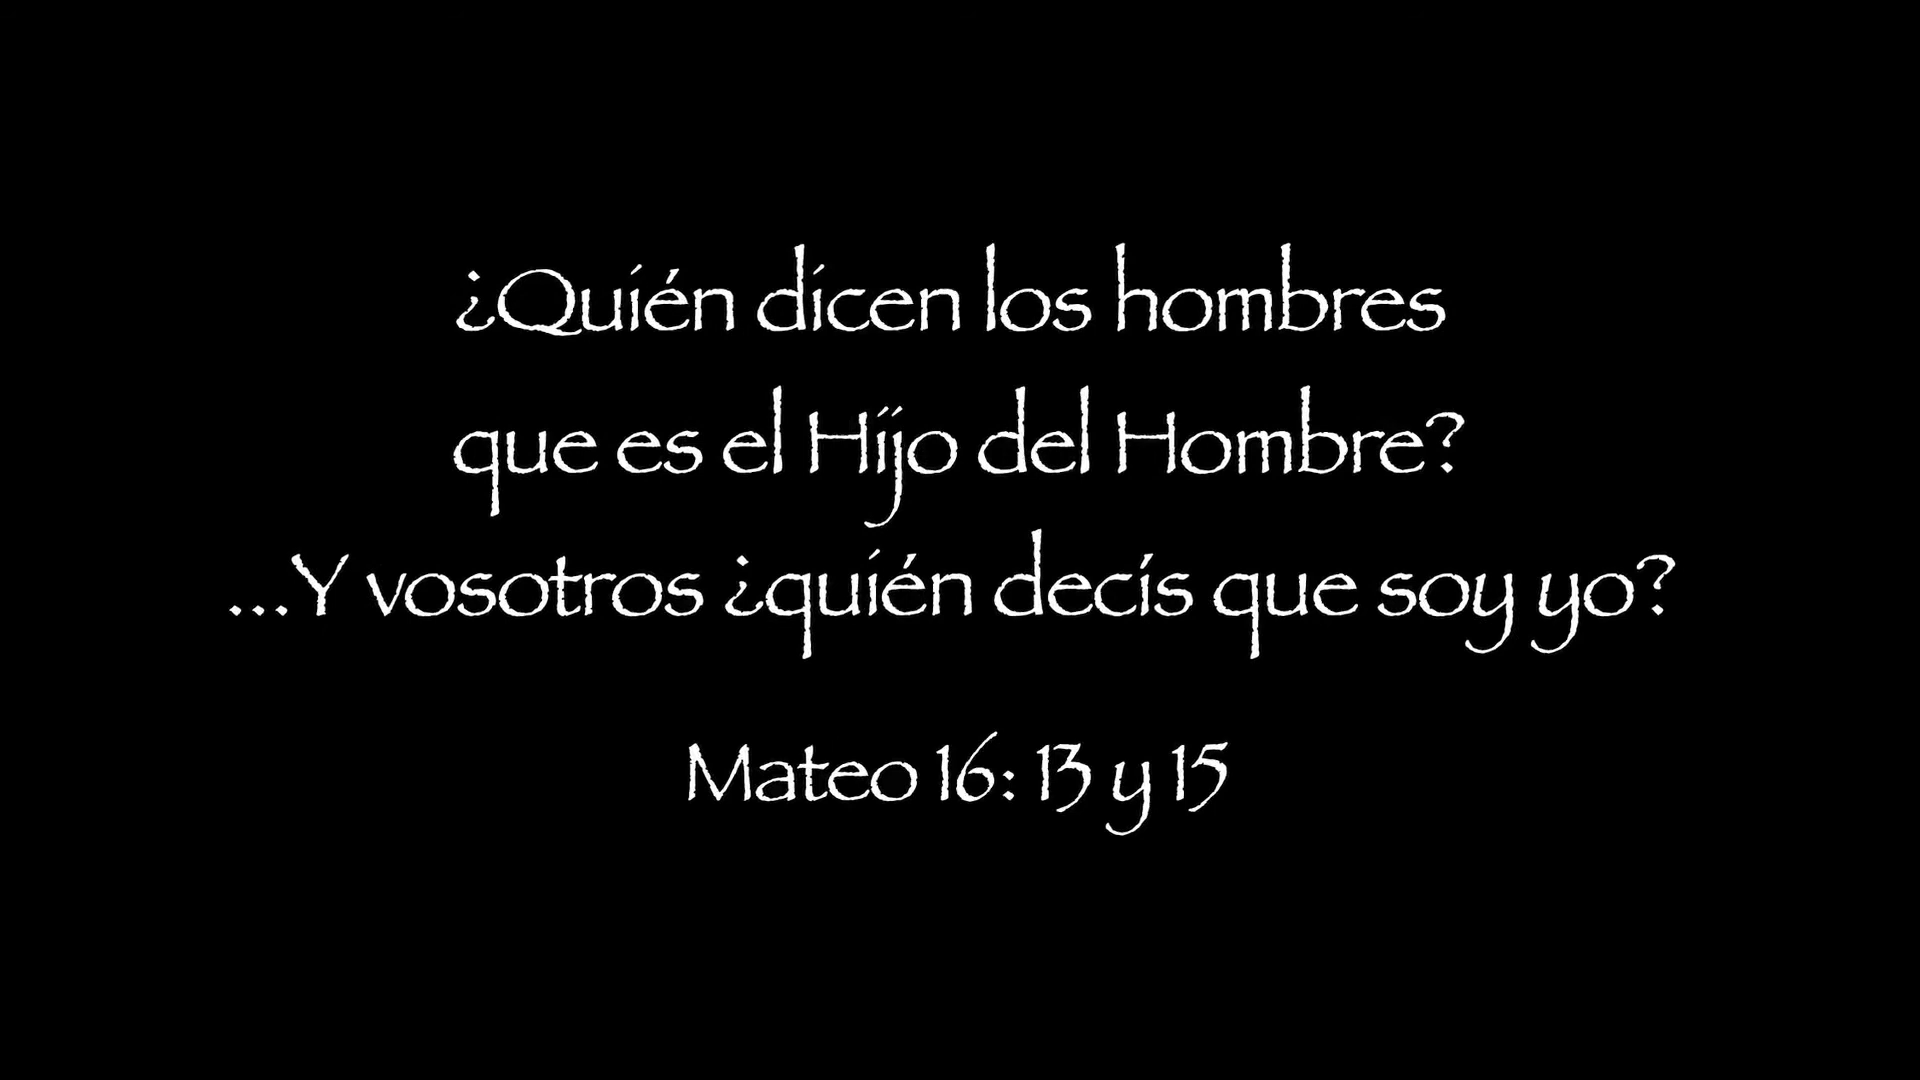 ¿Quién dicen los hombres
que es el Hijo del Hombre?
...Y vosotros ¿quién decís que soy yo?
Mateo 16: 13 y 15